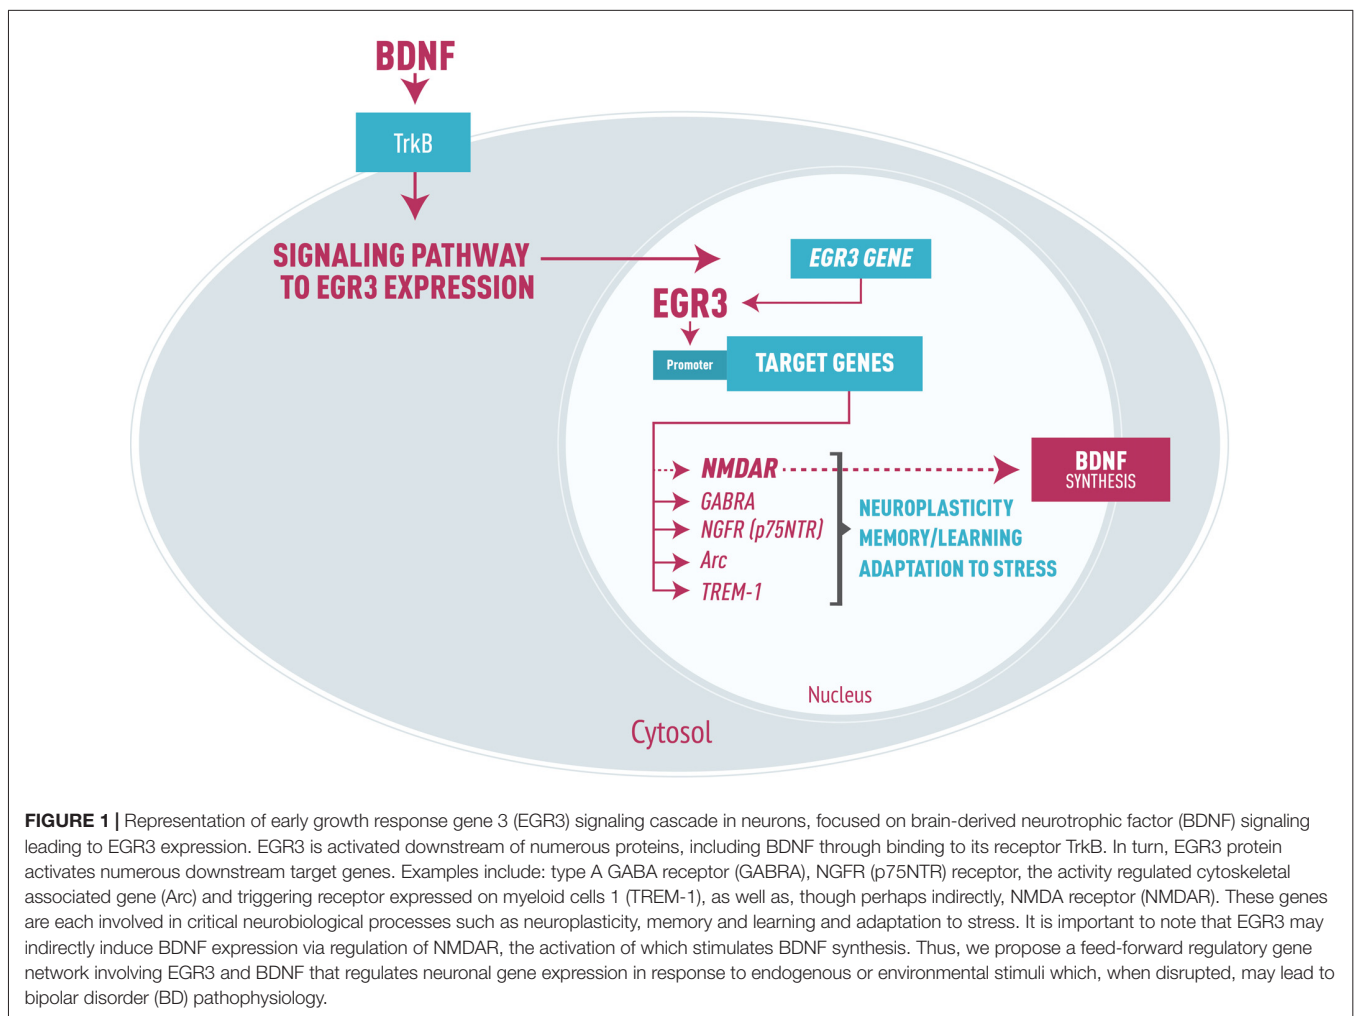 BDNF
TrkB
SIGNALING PATHWAY
TO EGR3 EXPRESSION
EGR3 GENE
EGR3
Promoter
TARGET GENES
NMDAR
GABRA
NGFR (p75NTR)
Arc
TREM-1
NEUROPLASTICITY
MEMORY/LEARNING
ADAPTATION TO STRESS
BDNF
SYNTHESIS
Nucleus
Cytosol
FIGURE 1 | Representation of early growth response gene 3 (EGR3) signaling cascade in neurons, focused on brain-derived neurotrophic factor (BDNF) signaling
leading to EGR3 expression. EGR3 is activated downstream of numerous proteins, including BDNF through binding to its receptor TrkB. In turn, EGR3 protein
activates numerous downstream target genes. Examples include: type A GABA receptor (GABRA), NGFR (p75NTR) receptor, the activity regulated cytoskeletal
associated gene (Arc) and triggering receptor expressed on myeloid cells 1 (TREM-1), as well as, though perhaps indirectly, NMDA receptor (NMDAR). These genes
are each involved in critical neurobiological processes such as neuroplasticity, memory and learning and adaptation to stress. It is important to note that EGR3 may
indirectly induce BDNF expression via regulation of NMDAR, the activation of which stimulates BDNF synthesis. Thus, we propose a feed-forward regulatory gene
network involving EGR3 and BDNF that regulates neuronal gene expression in response to endogenous or environmental stimuli which, when disrupted, may lead to
bipolar disorder (BD) pathophysiology.